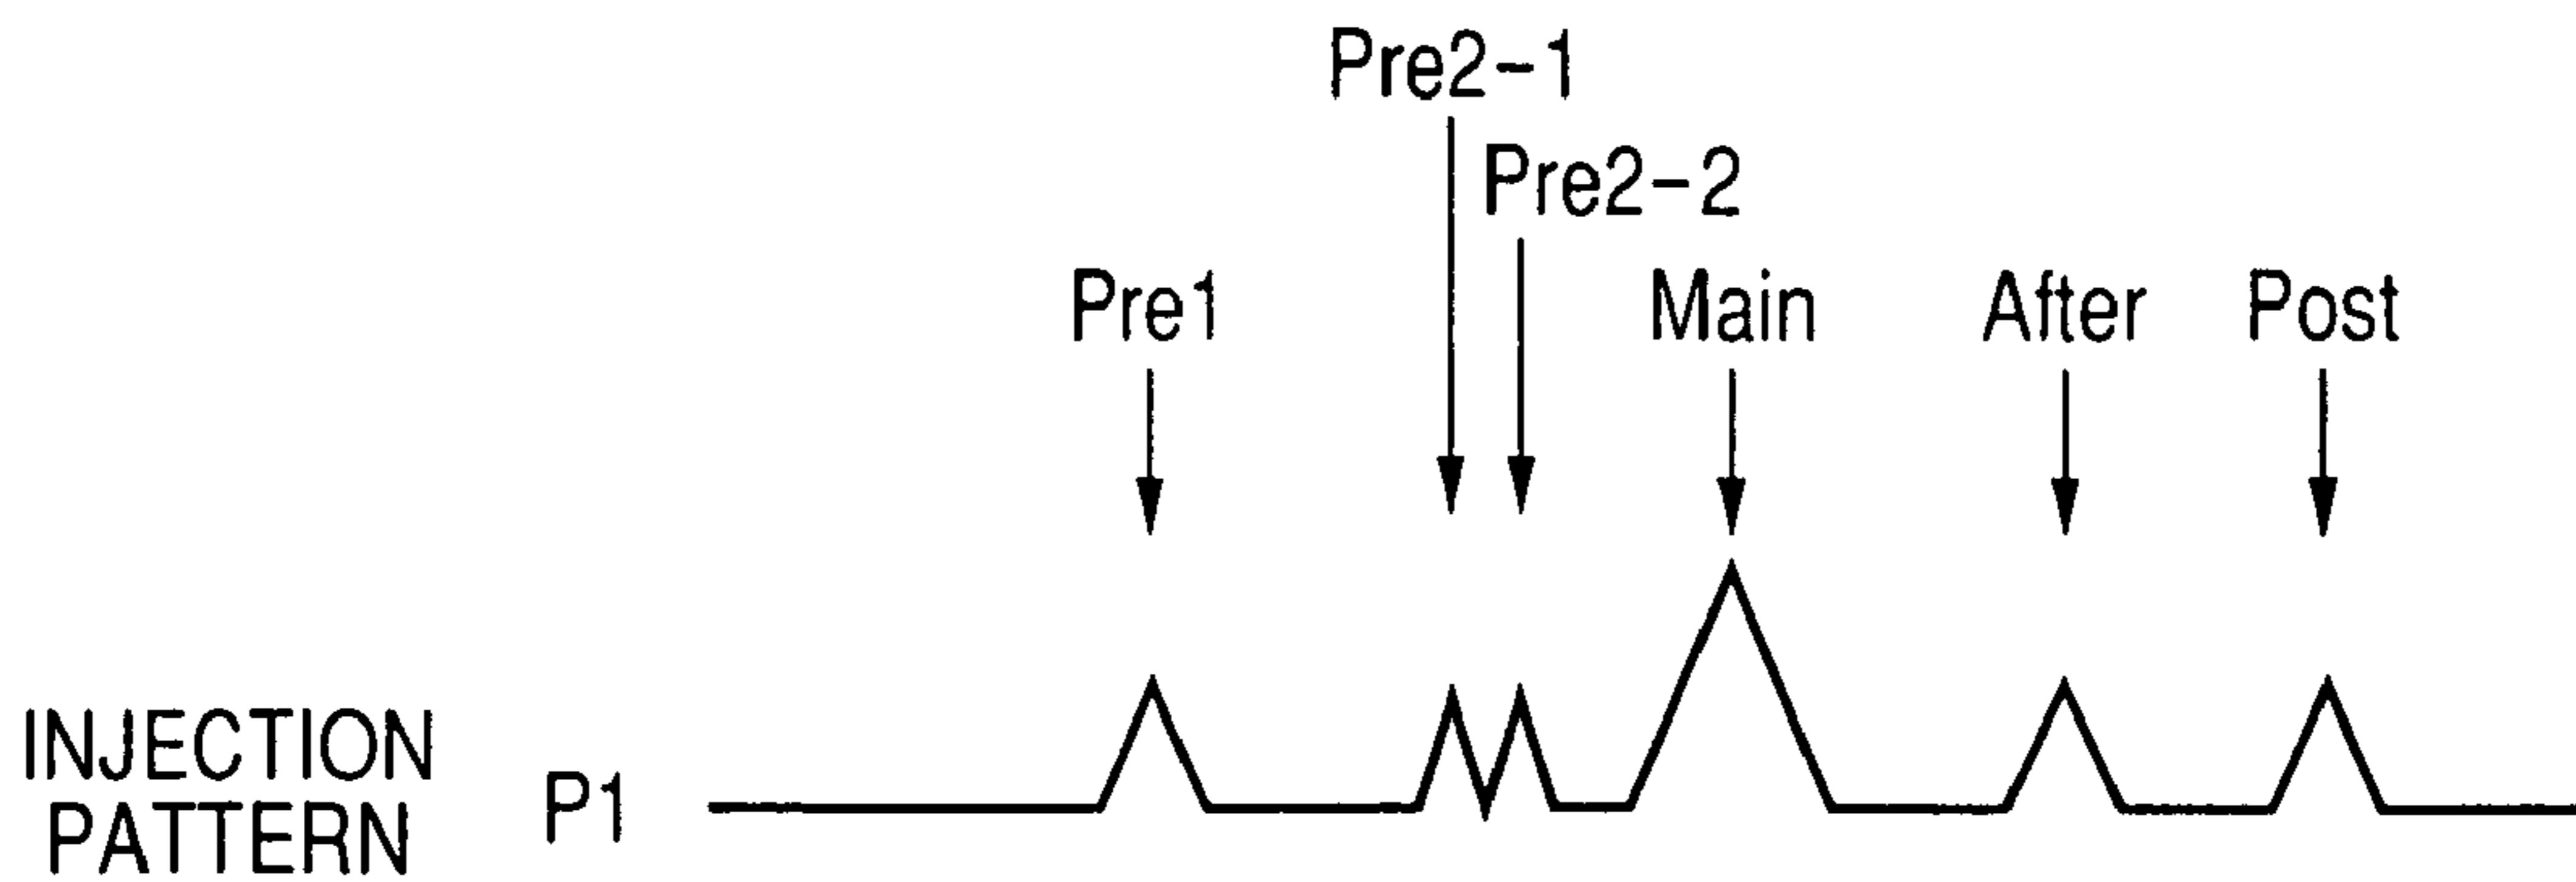 Pre2-1
Pre2-2
Pre1 Main After Post
INJECTION
PATTERN P1